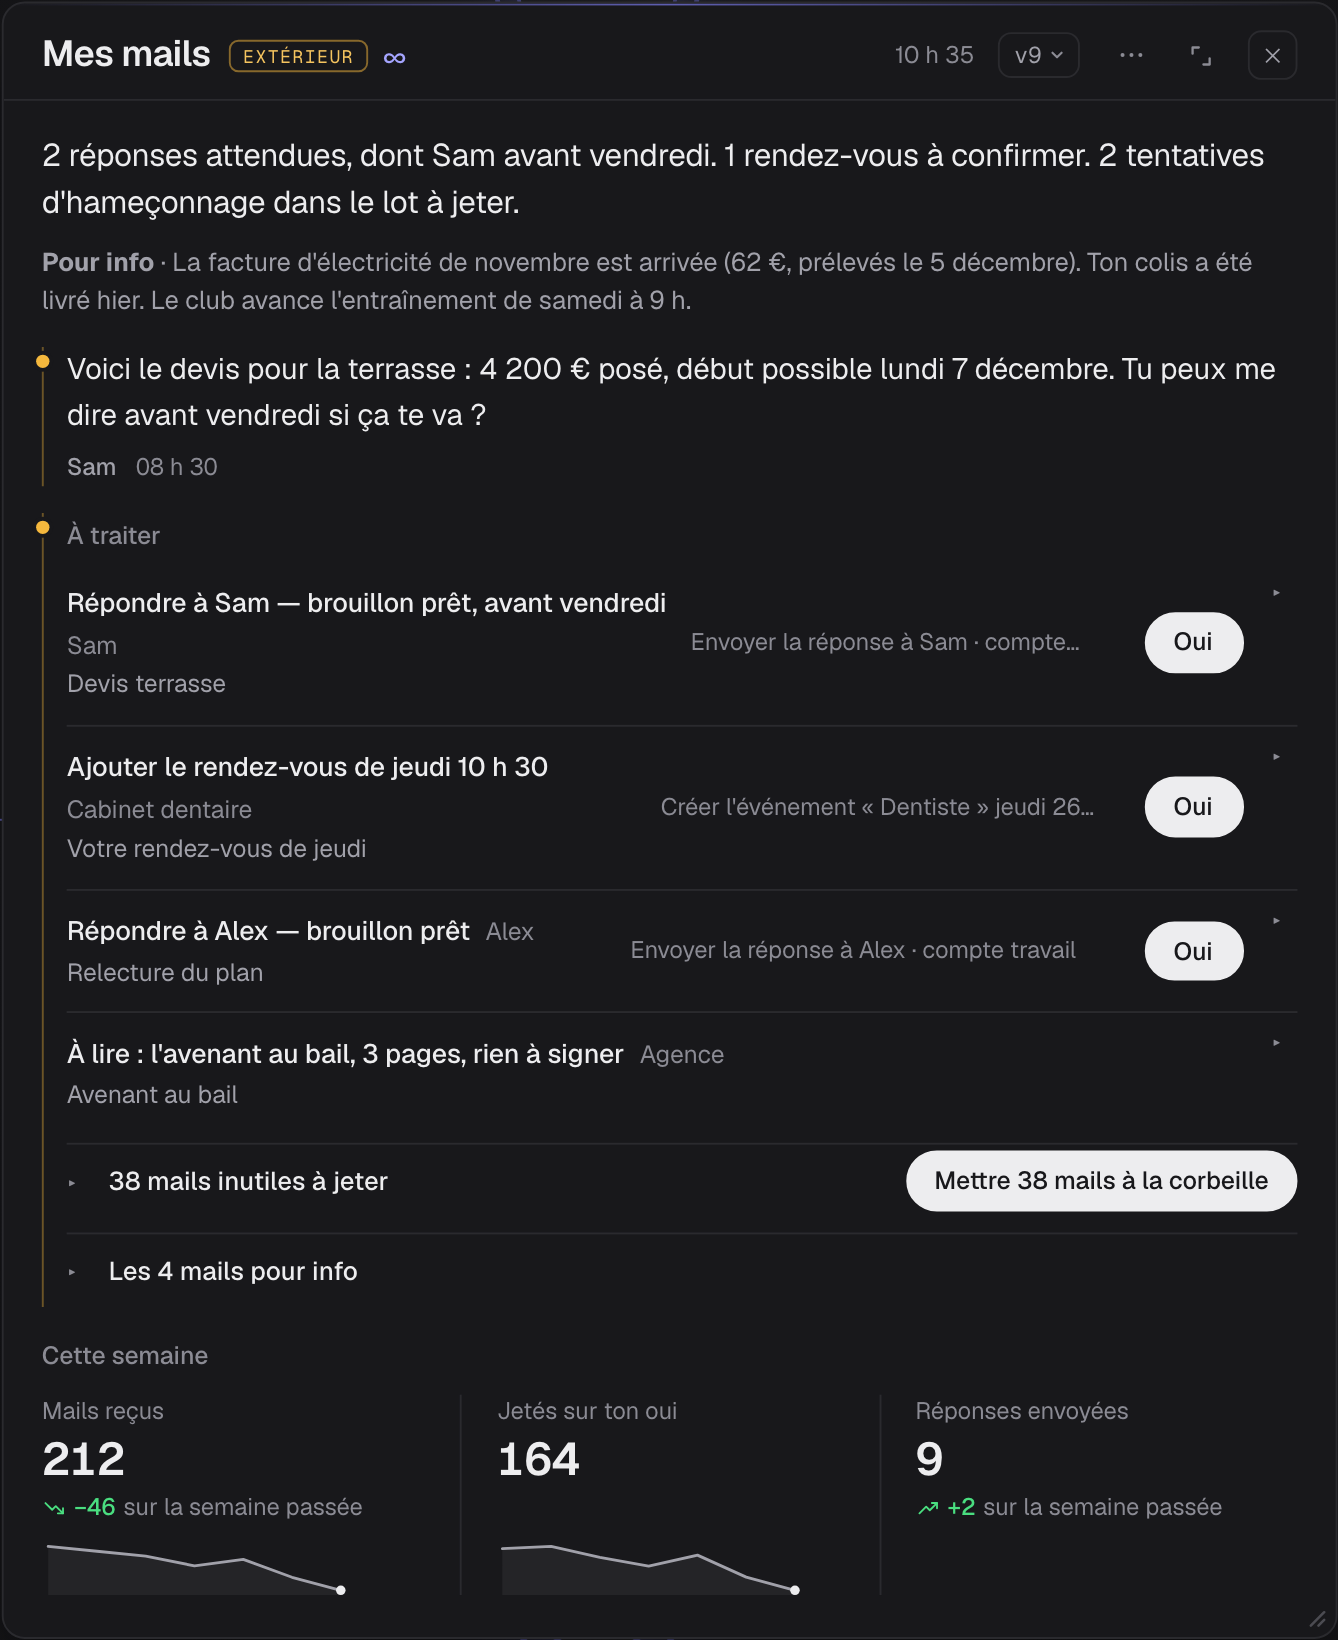 Mes mails EXTÉRIEUR ∞ 10 h 35 v9
2 réponses attendues, dont Sam avant vendredi. 1 rendez-vous à confirmer. 2 tentatives
d'hameçonnage dans le lot à jeter.
Pour info · La facture d'électricité de novembre est arrivée (62 €, prélevés le 5 décembre). Ton colis a été
livré hier. Le club avance l'entraînement de samedi à 9 h.
Voici le devis pour la terrasse : 4 200 € posé, début possible lundi 7 décembre. Tu peux me
dire avant vendredi si ça te va ?
Sam 08 h 30
À traiter
Répondre à Sam — brouillon prêt, avant vendredi
Sam
Devis terrasse
Envoyer la réponse à Sam · compte…
Oui
Ajouter le rendez-vous de jeudi 10 h 30
Cabinet dentaire
Votre rendez-vous de jeudi
Créer l'événement « Dentiste » jeudi 26…
Oui
Répondre à Alex — brouillon prêt Alex
Relecture du plan
Envoyer la réponse à Alex · compte travail
Oui
À lire : l'avenant au bail, 3 pages, rien à signer Agence
Avenant au bail
38 mails inutiles à jeter
Mettre 38 mails à la corbeille
Les 4 mails pour info
Cette semaine
Mails reçus
212
−46 sur la semaine passée
Jetés sur ton oui
164
Réponses envoyées
9
+2 sur la semaine passée